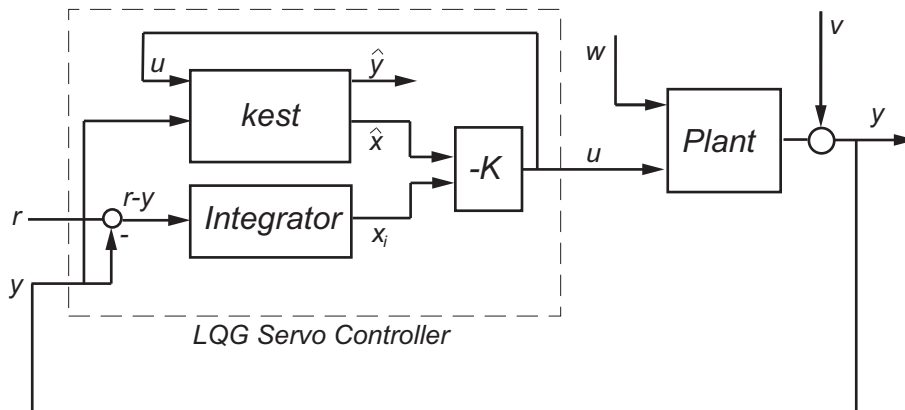 v
u
ŷ
w
kest
x̂
-K
u
Plant
y
r
r-y
-
Integrator
xᵢ
y
LQG Servo Controller